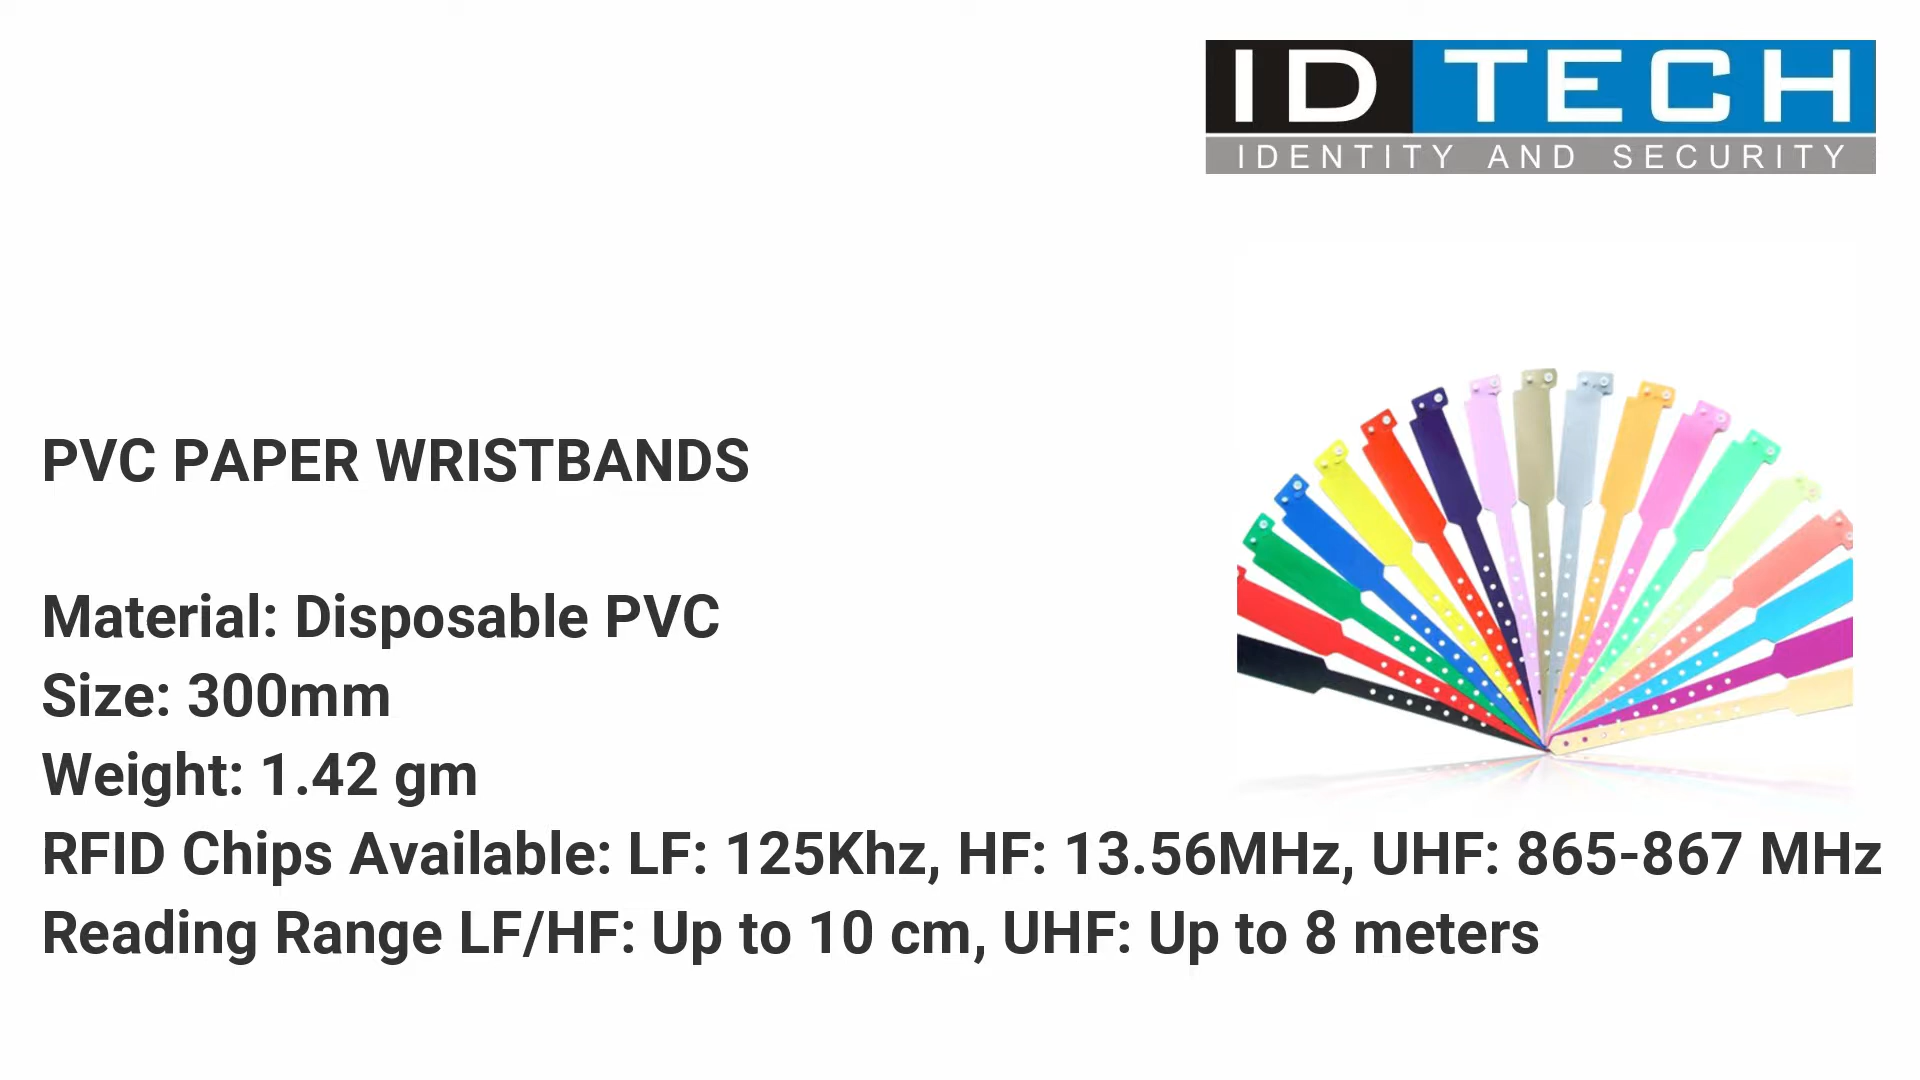 ID TECH
IDENTITY AND SECURITY
PVC PAPER WRISTBANDS
Material: Disposable PVC
Size: 300mm
Weight: 1.42 gm
RFID Chips Available: LF: 125Khz, HF: 13.56MHz, UHF: 865-867 MHz
Reading Range LF/HF: Up to 10 cm, UHF: Up to 8 meters